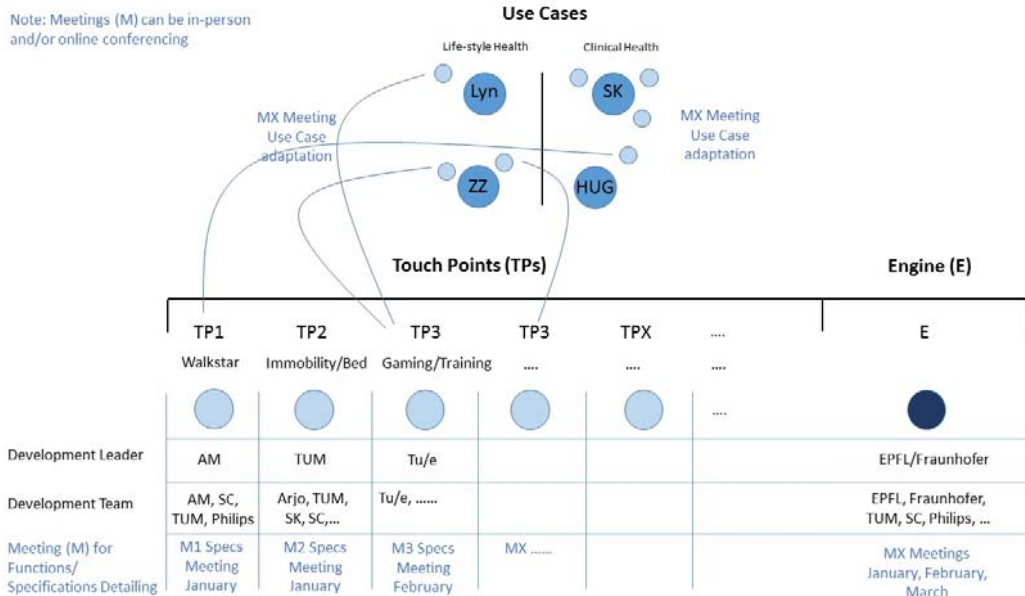 Use Cases
Note: Meetings (M) can be in-person
and/or online conferencing
Life-style Health
Clinical Health
Lyn
SK
MX Meeting
Use Case
adaptation
MX Meeting
Use Case
adaptation
ZZ
HUG
Touch Points (TPs)
Engine (E)
TP1
TP2
TP3
TP3
TPX
....
E
Walkstar
Immobility/Bed
Gaming/Training
....
....
....
....
Development Leader
AM
TUM
Tu/e
EPFL/Fraunhofer
Development Team
AM, SC,
TUM, Philips
Arjo, TUM,
SK, SC,...
Tu/e, ......
EPFL, Fraunhofer,
TUM, SC, Philips, ...
Meeting (M) for
Functions/
Specifications Detailing
M1 Specs
Meeting
January
M2 Specs
Meeting
January
M3 Specs
Meeting
February
MX ......
MX Meetings
January, February,
March